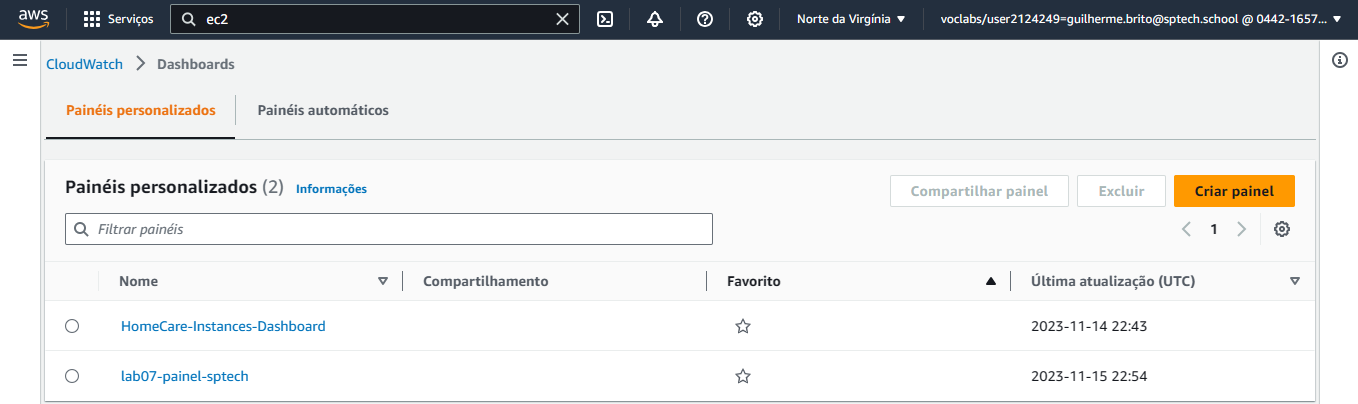 aws Serviços ec2 Norte da Virgínia voclabs/user2124249=guilherme.brito@sptech.school @ 0442-1657...
CloudWatch Dashboards
Painéis personalizados Painéis automáticos
Painéis personalizados (2) Informações Compartilhar painel Excluir Criar painel
Filtrar painéis 1
Nome Compartilhamento Favorito Última atualização (UTC)
HomeCare-Instances-Dashboard 2023-11-14 22:43
lab07-painel-sptech 2023-11-15 22:54